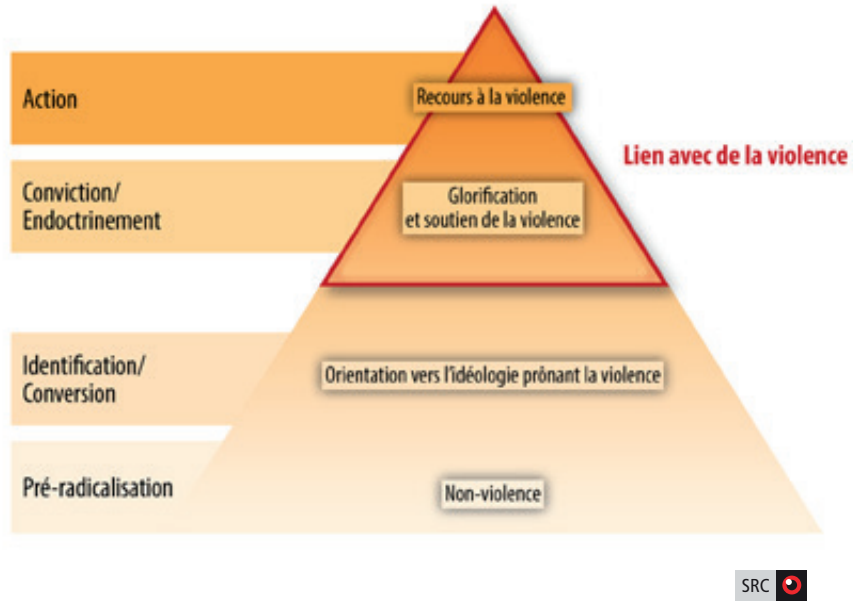 Action
Recours à la violence
Lien avec de la violence
Conviction/
Endoctrinement
Glorification
et soutien de la violence
Identification/
Conversion
Orientation vers l'idéologie prônant la violence
Pré-radicalisation
Non-violence
SRC